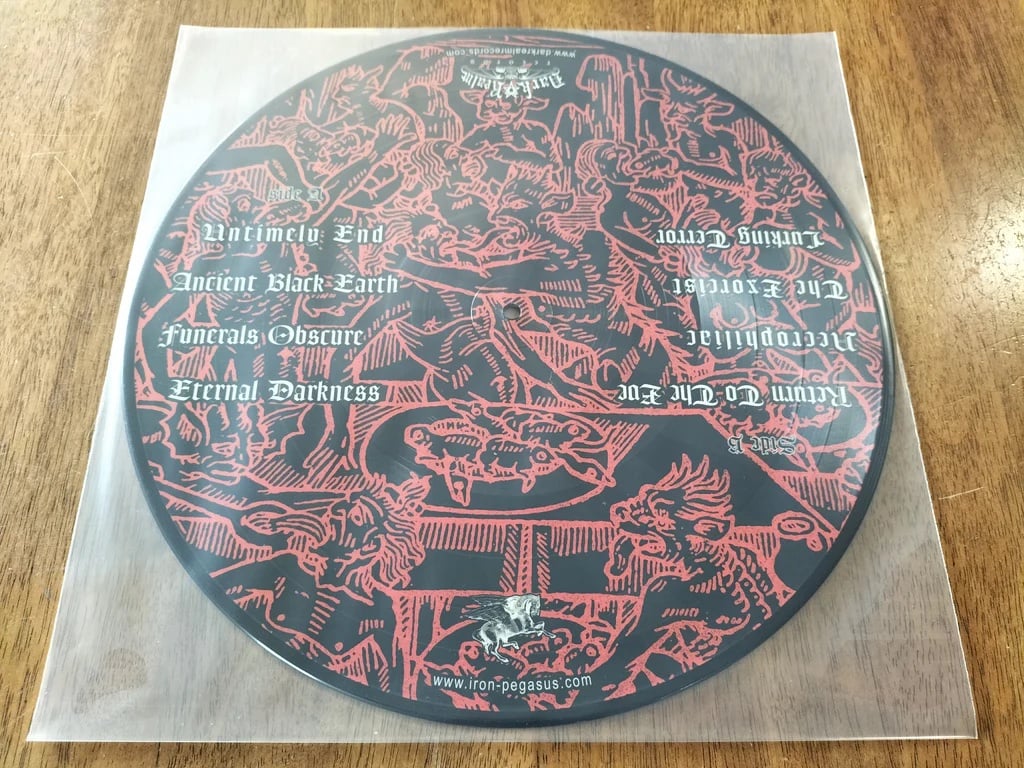 side A
Untimely End
Ancient Black Earth
Funerals Obscure
Eternal Darkness
www.iron-pegasus.com
Side B
Return To The Eve
Necrophiliac
The Exorcist
Lurking Terror
Dark Realm
records
www.darkrealmrecords.com